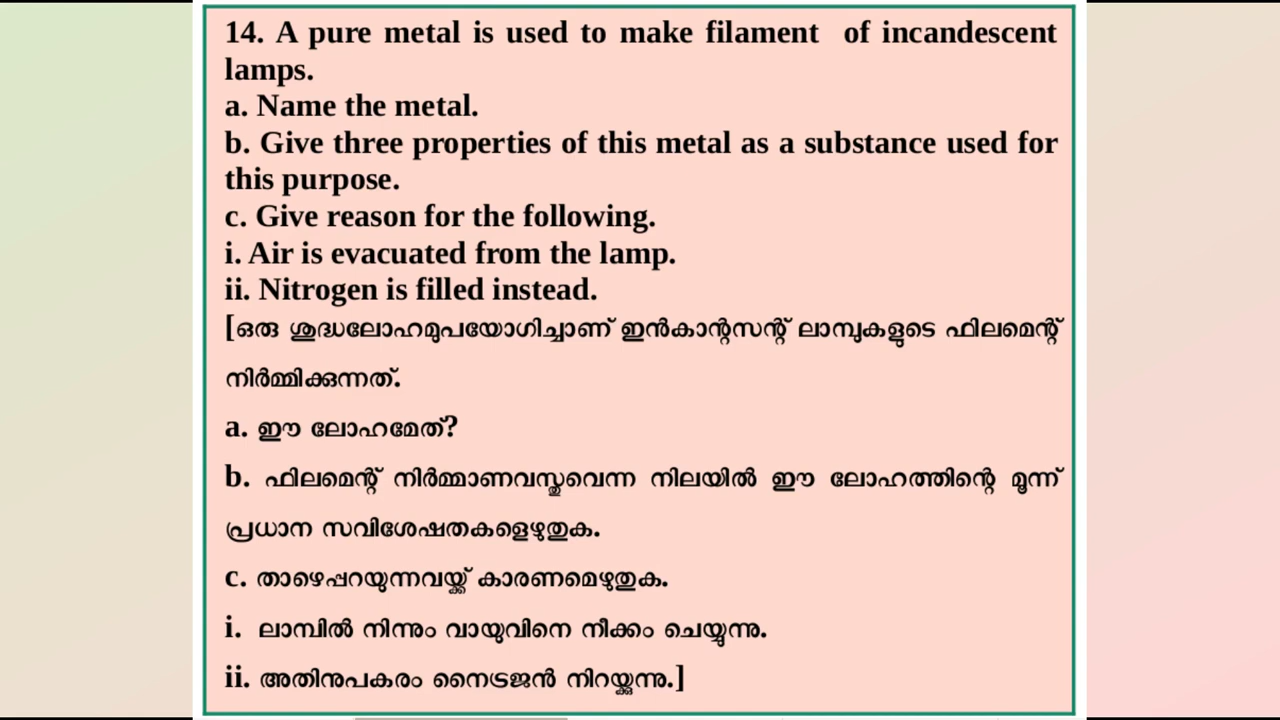 14. A pure metal is used to make filament of incandescent
lamps.
a. Name the metal.
b. Give three properties of this metal as a substance used for
this purpose.
c. Give reason for the following.
i. Air is evacuated from the lamp.
ii. Nitrogen is filled instead.
[ഒരു ശുദ്ധലോഹമുപയോഗിച്ചാണ് ഇൻകാന്റസന്റ് ലാമ്പുകളുടെ ഫിലമെന്റ്
നിർമ്മിക്കുന്നത്.
a. ഈ ലോഹമേത്?
b. ഫിലമെന്റ് നിർമ്മാണവസ്തുവെന്ന നിലയിൽ ഈ ലോഹത്തിന്റെ മൂന്ന്
പ്രധാന സവിശേഷതകളെഴുതുക.
c. താഴെപ്പറയുന്നവയ്ക്ക് കാരണമെഴുതുക.
i. ലാമ്പിൽ നിന്നും വായുവിനെ നീക്കം ചെയ്യുന്നു.
ii. അതിനുപകരം നൈട്രജൻ നിറയ്ക്കുന്നു.]